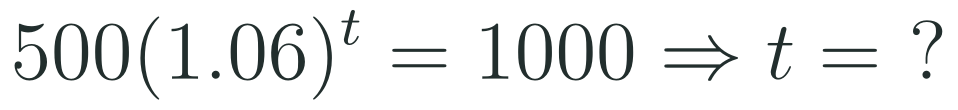 500(1.06)^t = 1000 ⇒ t = ?